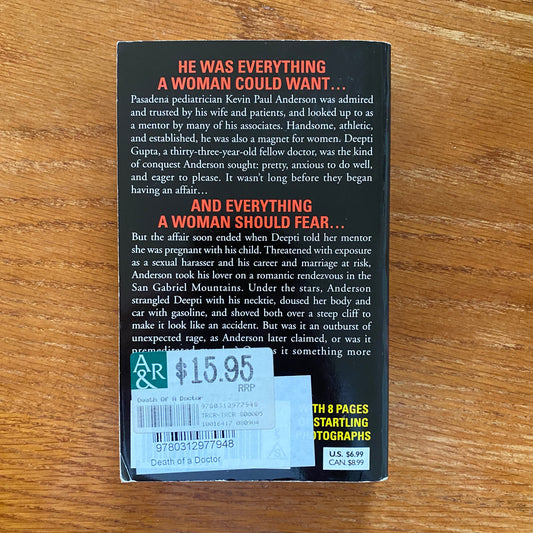 HE WAS EVERYTHING
A WOMAN COULD WANT…
Pasadena pediatrician Kevin Paul Anderson was admired
and trusted by his wife and patients, and looked up to as
a mentor by many of his associates. Handsome, athletic,
and established, he was also a magnet for women. Deepti
Gupta, a thirty-three-year-old fellow doctor, was the kind
of conquest Anderson sought: pretty, anxious to do well,
and eager to please. It wasn't long before they began
having an affair…
AND EVERYTHING
A WOMAN SHOULD FEAR…
But the affair soon ended when Deepti told her mentor
she was pregnant with his child. Threatened with exposure
as a sexual harasser and his career and marriage at risk,
Anderson took his lover on a romantic rendezvous in the
San Gabriel Mountains. Under the stars, Anderson
strangled Deepti with his necktie, doused her body and
car with gasoline, and shoved both over a steep cliff to
make it look like an accident. But was it an outburst of
unexpected rage, as Anderson later claimed, or was it
it something more
A&R
$15.95
RRP
Death Of A Doctor
9780312977948
10016417 080904
8 PAGES
STARTLING
9780312977948
Death of a Doctor
U.S. $6.99
CAN. $8.99